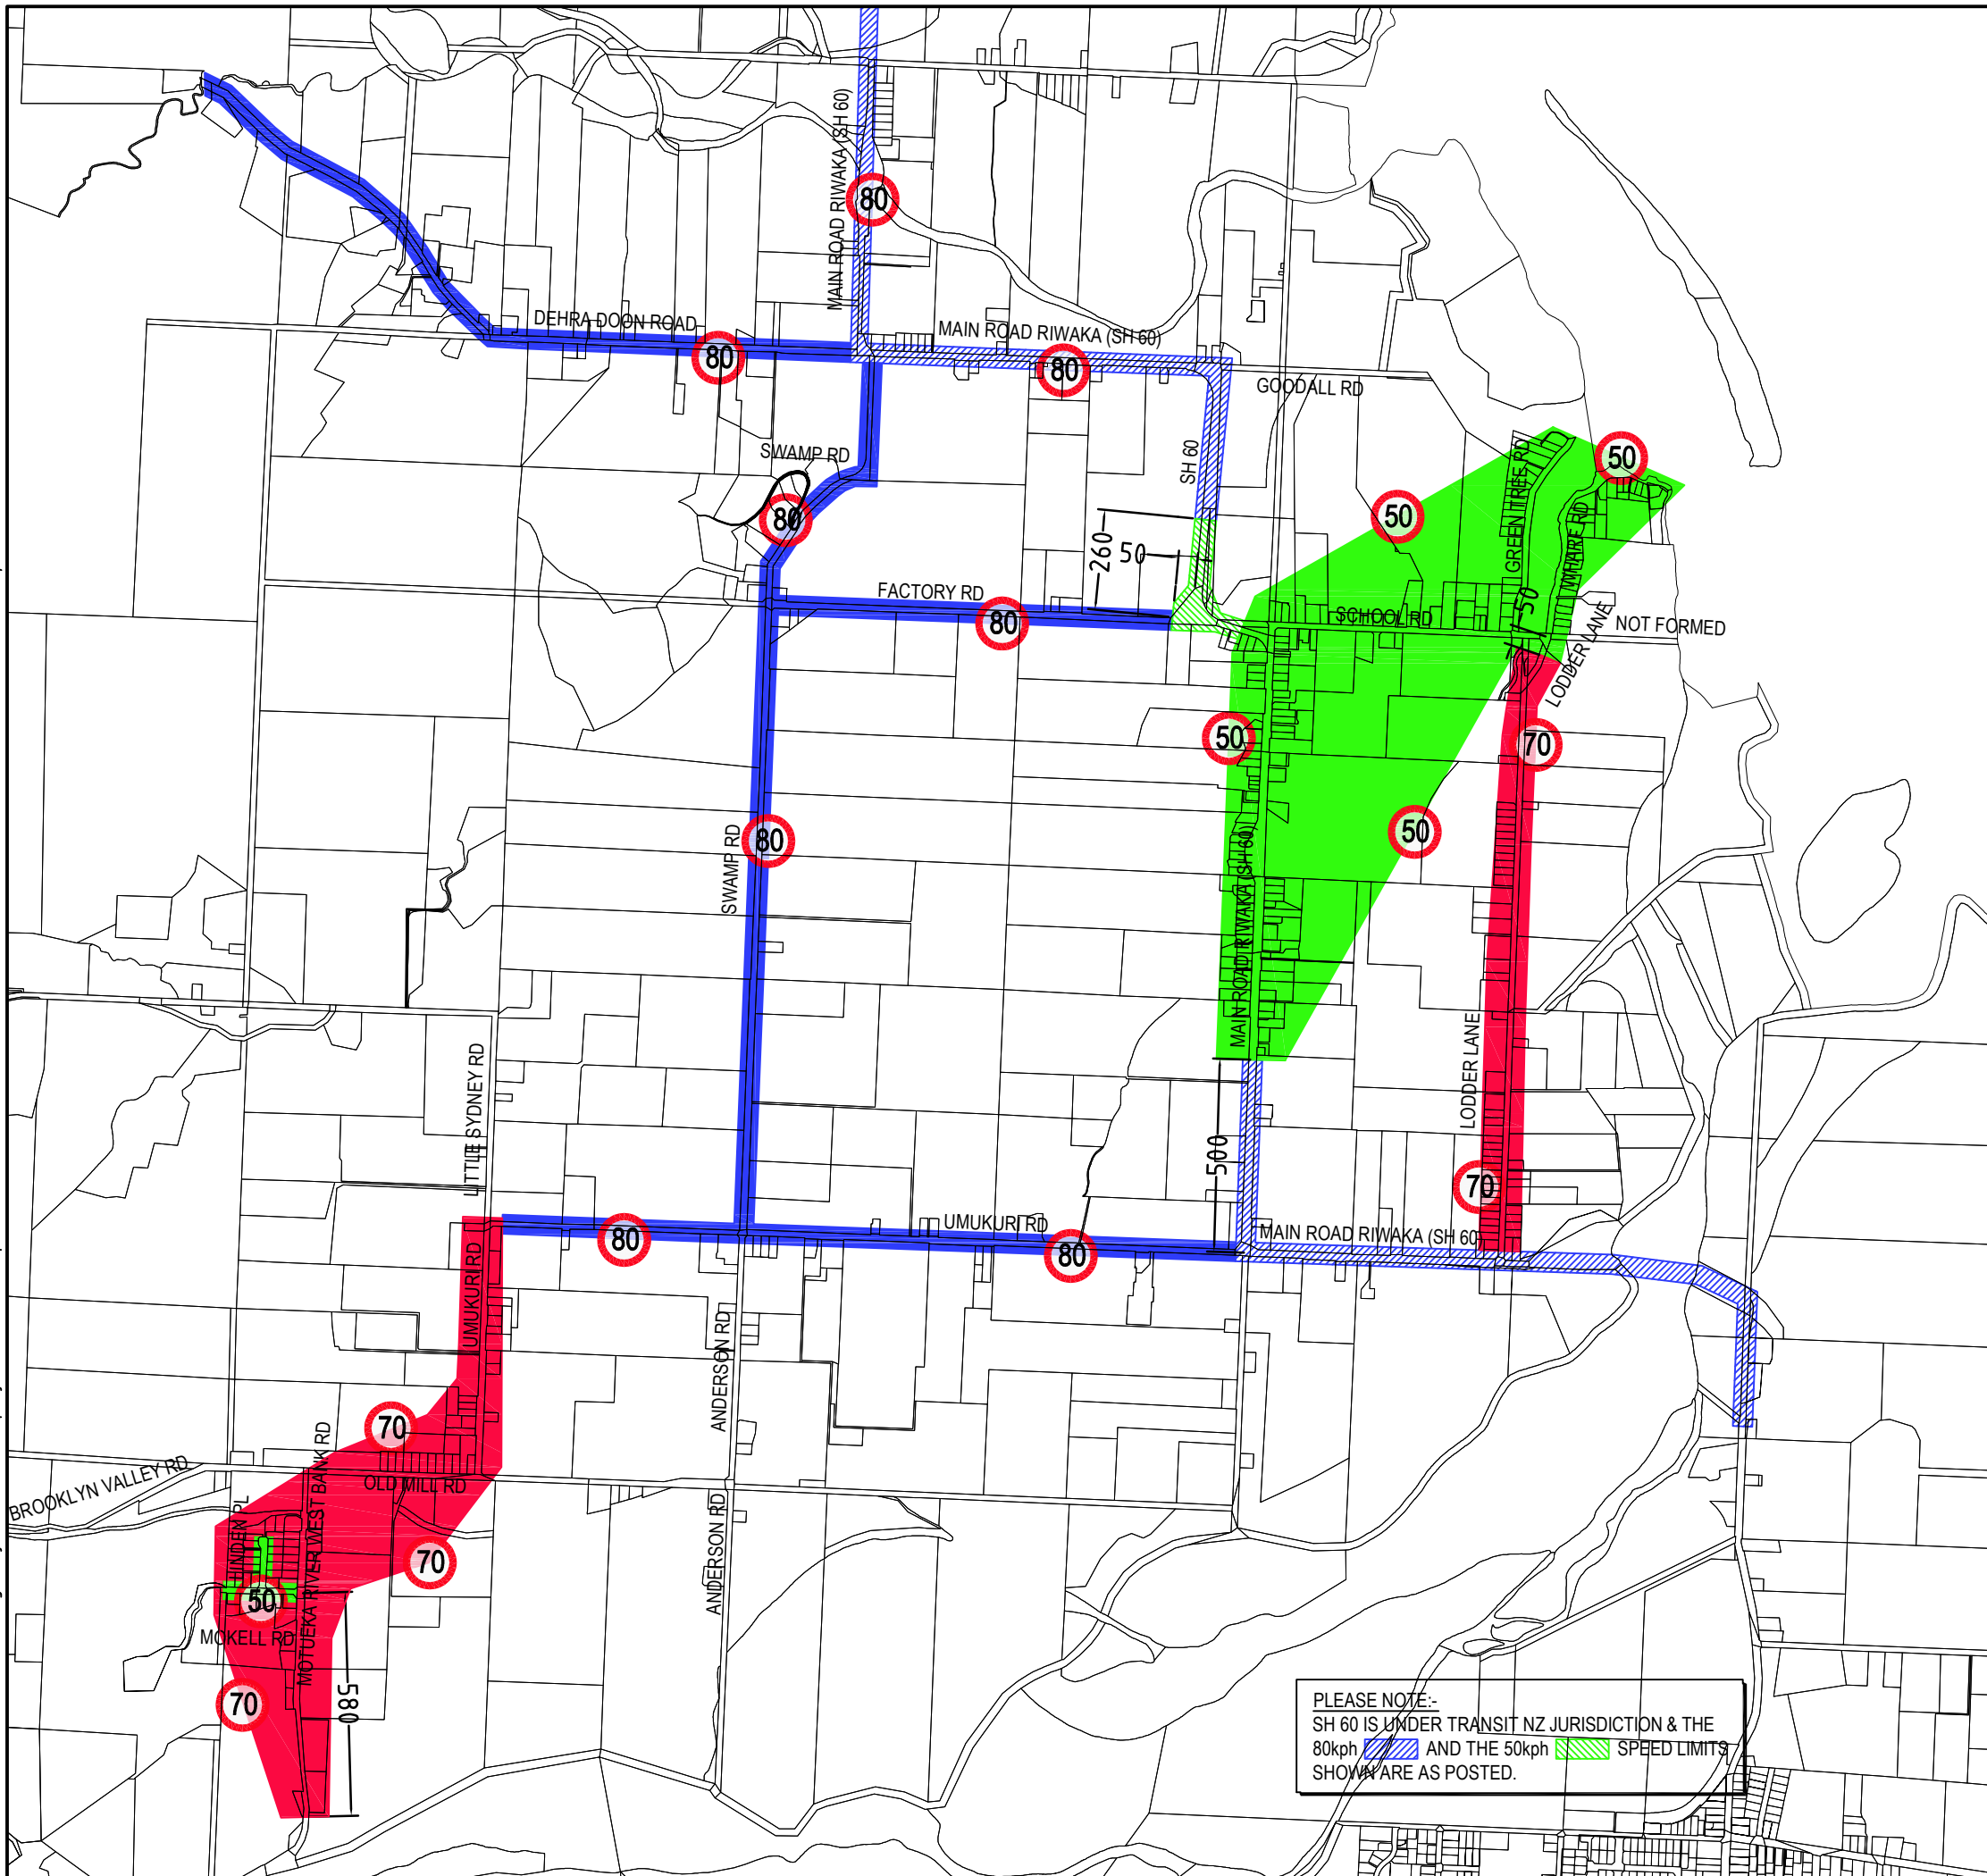 MAIN ROAD RIWAKA (SH 60)
80
DEHRA DOON ROAD
80
MAIN ROAD RIWAKA (SH 60)
80
GOODALL RD
SWAMP RD
80
SH 60
260
50
50
GREEN TREE RD
50
WHARF RD
FACTORY RD
80
SCHOOL RD
50
NOT FORMED
LODDER LANE
50
70
SWAMP RD
80
50
MAIN ROAD RIWAKA (SH 60)
LITTLE SYDNEY RD
LODDER LANE
500
70
UMUKURI RD
80
UMUKURI RD
80
MAIN ROAD RIWAKA (SH 60)
ANDERSON RD
70
BROOKLYN VALLEY RD
OLD MILL RD
MOTUEKA RIVER WEST BANK RD
ANDERSON RD
70
50
MOKELL RD
70
580
PLEASE NOTE:-
SH 60 IS UNDER TRANSIT NZ JURISDICTION & THE
80kph AND THE 50kph SPEED LIMITS
SHOWN ARE AS POSTED.